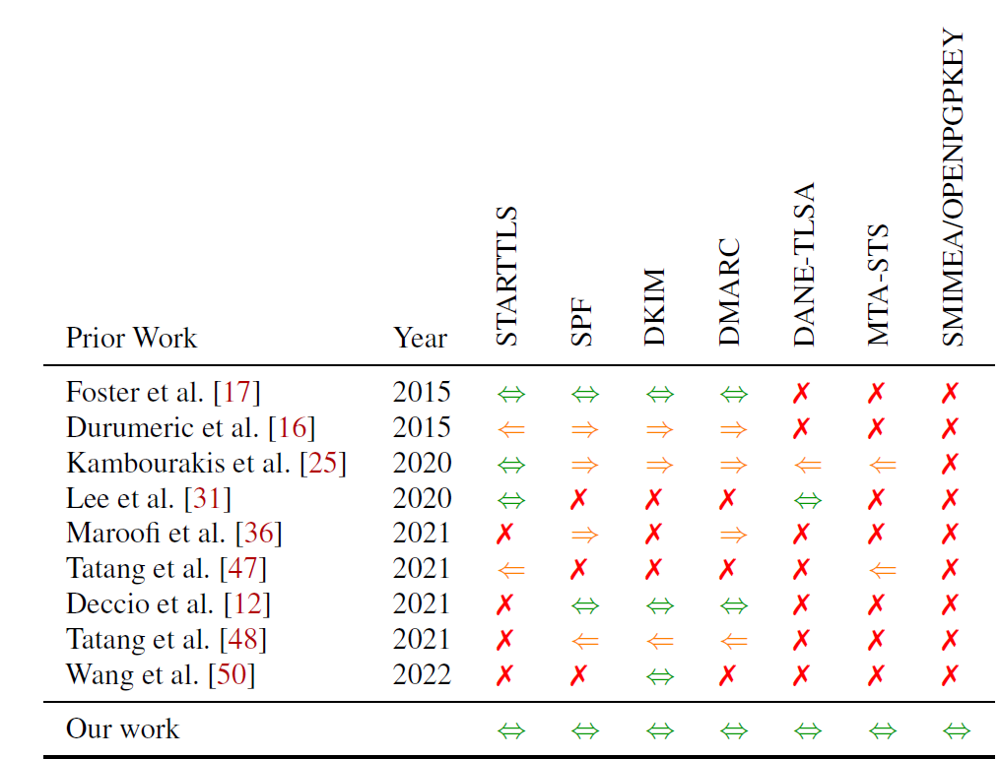 Prior Work Year STARTTLS SPF DKIM DMARC DANE-TLSA MTA-STS SMIMEA/OPENPGPKEY
Foster et al. [17] 2015 ⇔ ⇔ ⇔ ⇔ ✗ ✗ ✗
Durumeric et al. [16] 2015 ⇐ ⇒ ⇒ ⇒ ✗ ✗ ✗
Kambourakis et al. [25] 2020 ⇔ ⇒ ⇒ ⇒ ⇐ ⇐ ✗
Lee et al. [31] 2020 ⇔ ✗ ✗ ✗ ⇔ ✗ ✗
Maroofi et al. [36] 2021 ✗ ⇒ ✗ ⇒ ✗ ✗ ✗
Tatang et al. [47] 2021 ⇐ ✗ ✗ ✗ ✗ ⇐ ✗
Deccio et al. [12] 2021 ✗ ⇔ ⇔ ⇔ ✗ ✗ ✗
Tatang et al. [48] 2021 ✗ ⇐ ⇐ ⇐ ✗ ✗ ✗
Wang et al. [50] 2022 ✗ ✗ ⇔ ✗ ✗ ✗ ✗
Our work ⇔ ⇔ ⇔ ⇔ ⇔ ⇔ ⇔